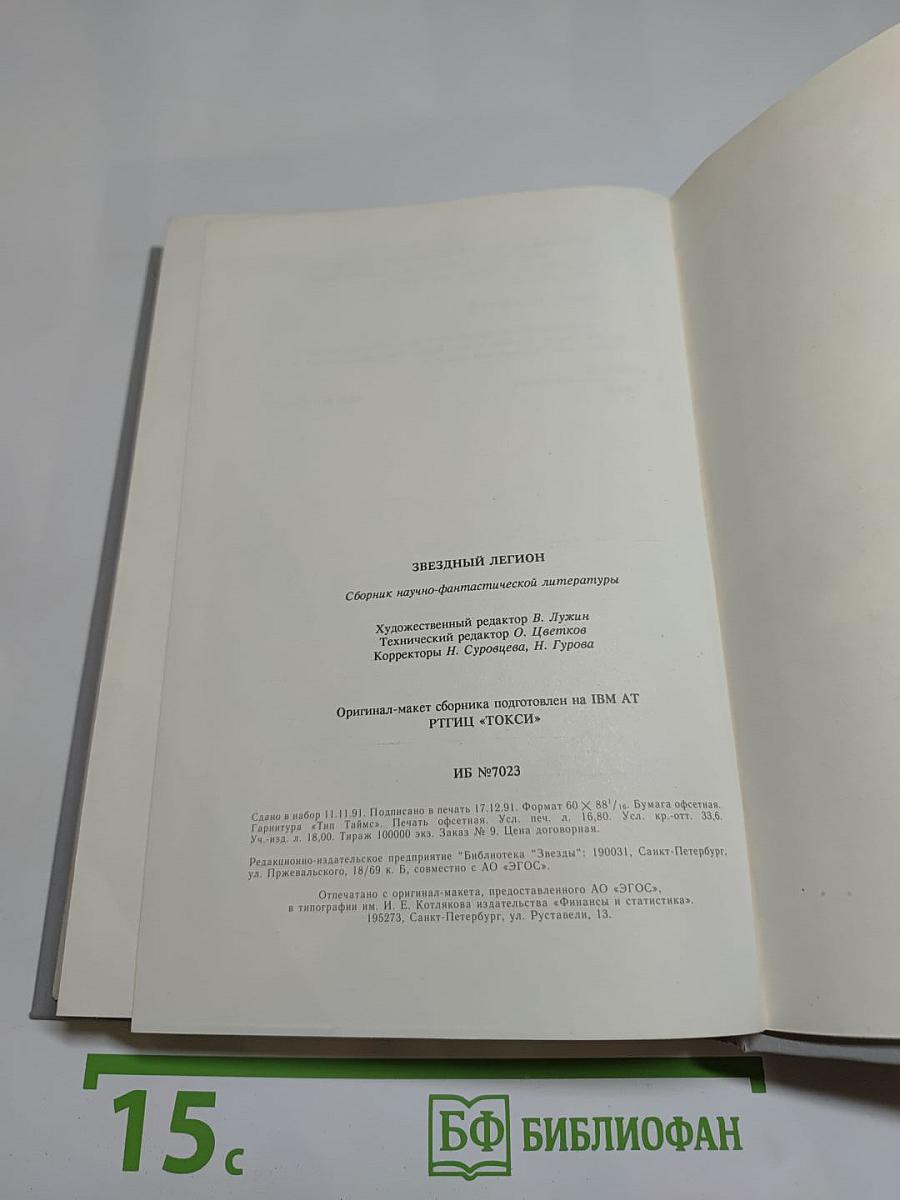 ЗВЕЗДНЫЙ ЛЕГИОН
Сборник научно-фантастической литературы
Художественный редактор В. Лужин
Технический редактор О. Цветков
Корректоры Н. Суровцева, Н. Гурова
Оригинал-макет сборника подготовлен на IBM AT
РТГИЦ «ТОКСИ»
ИБ №7023
Сдано в набор 11.11.91. Подписано в печать 17.12.91. Формат 60 × 88¹/₁₆. Бумага офсетная.
Гарнитура «Тип Таймс». Печать офсетная. Усл. печ. л. 16,80. Усл. кр.-отт. 33,6.
Уч.-изд. л. 18,00. Тираж 100000 экз. Заказ № 9. Цена договорная.
Редакционно-издательское предприятие "Библиотека "Звезды": 190031, Санкт-Петербург,
ул. Пржевальского, 18/69 к. Б, совместно с АО «ЭГОС».
Отпечатано с оригинал-макета, предоставленного АО «ЭГОС»,
в типографии им. И. Е. Котлякова издательства «Финансы и статистика».
195273, Санкт-Петербург, ул. Руставели, 13.
15 с
БФ БИБЛИОФАН